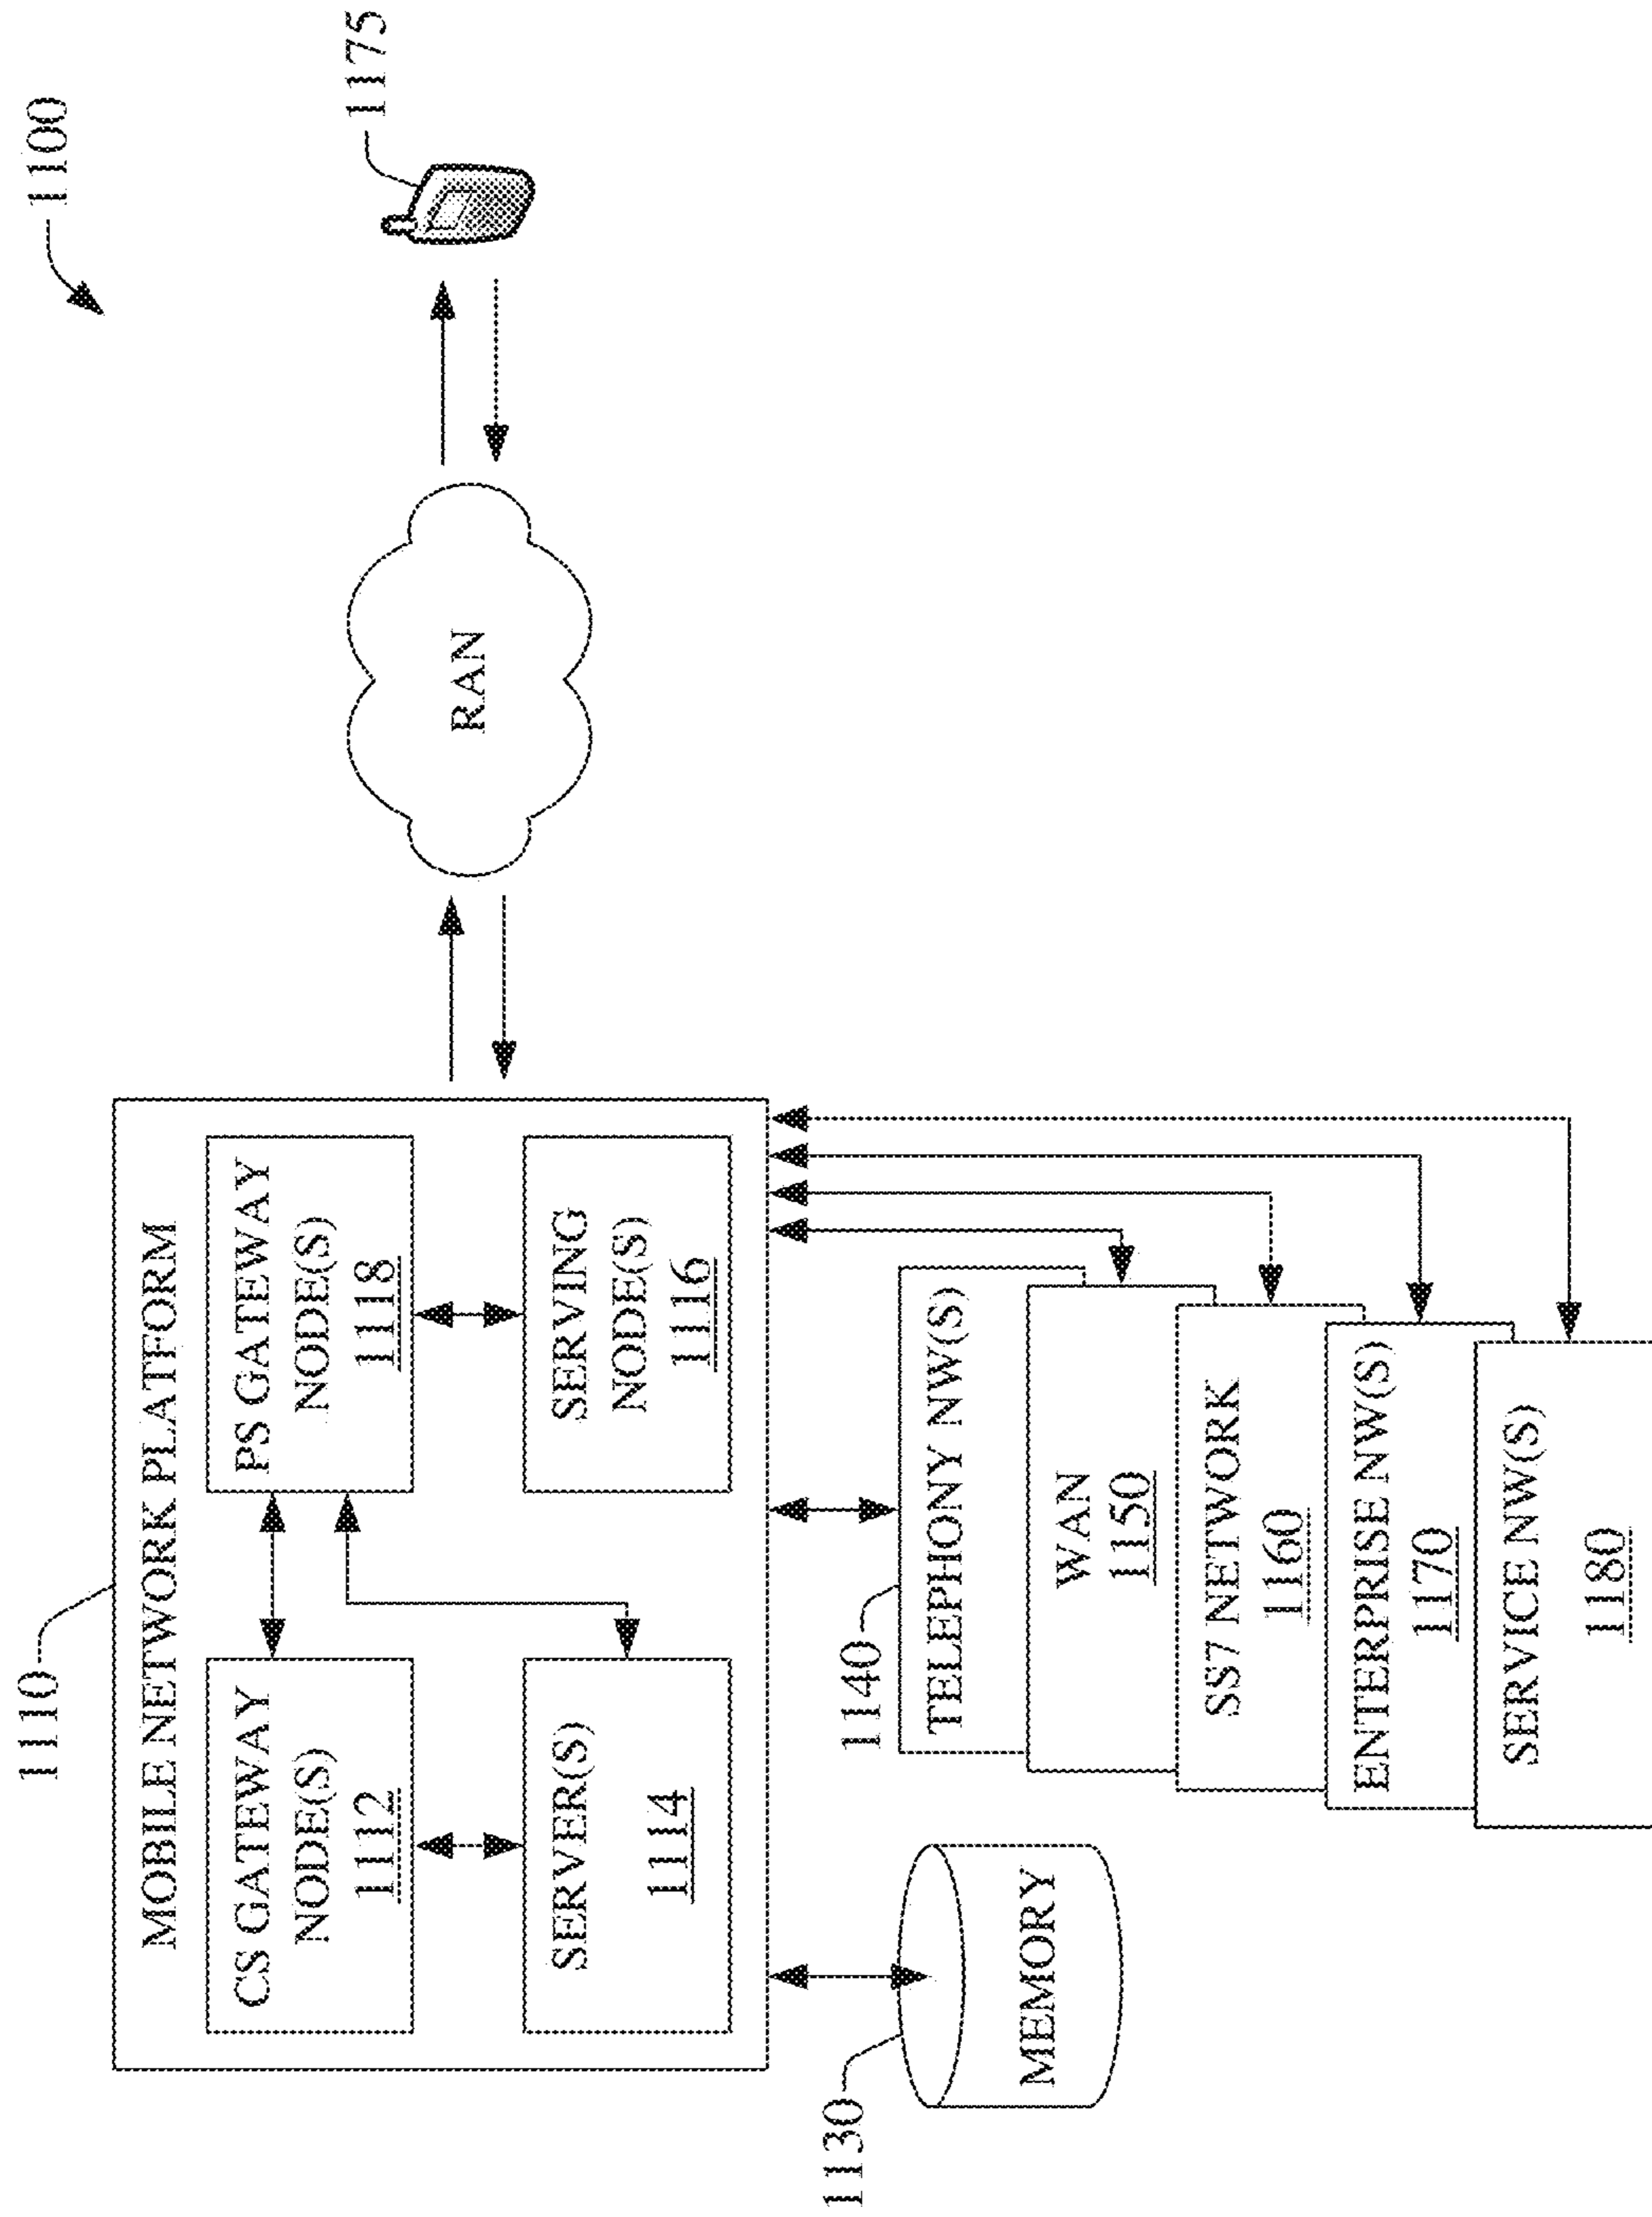 1100
1110
MOBILE NETWORK PLATFORM
CS GATEWAY
NODE(S)
1112
PS GATEWAY
NODE(S)
1118
SERVER(S)
1114
SERVING
NODE(S)
1116
RAN
1175
1130
MEMORY
1140
TELEPHONY NW(S)
WAN
1150
SS7 NETWORK
1160
ENTERPRISE NW(S)
1170
SERVICE NW(S)
1180